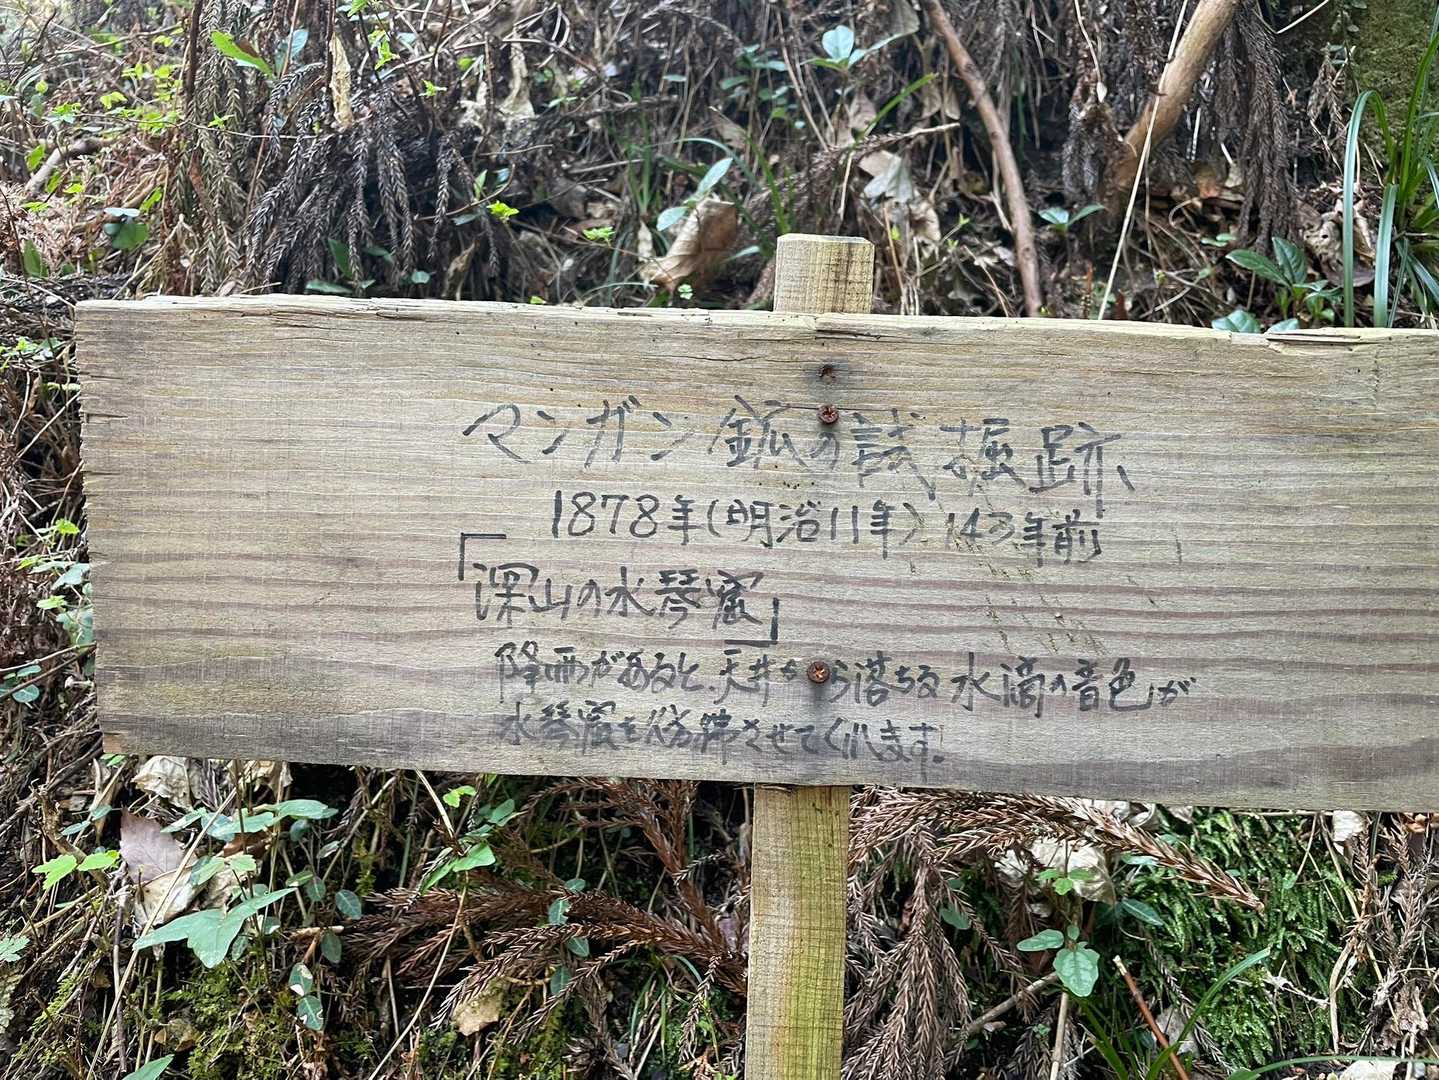 マンガン鉱の試掘跡
1878年(明治11年) 143年前
「深山の水琴窟」
降雨があると、天井から落ちる水滴の音色が
水琴窟を彷彿させてくれます。